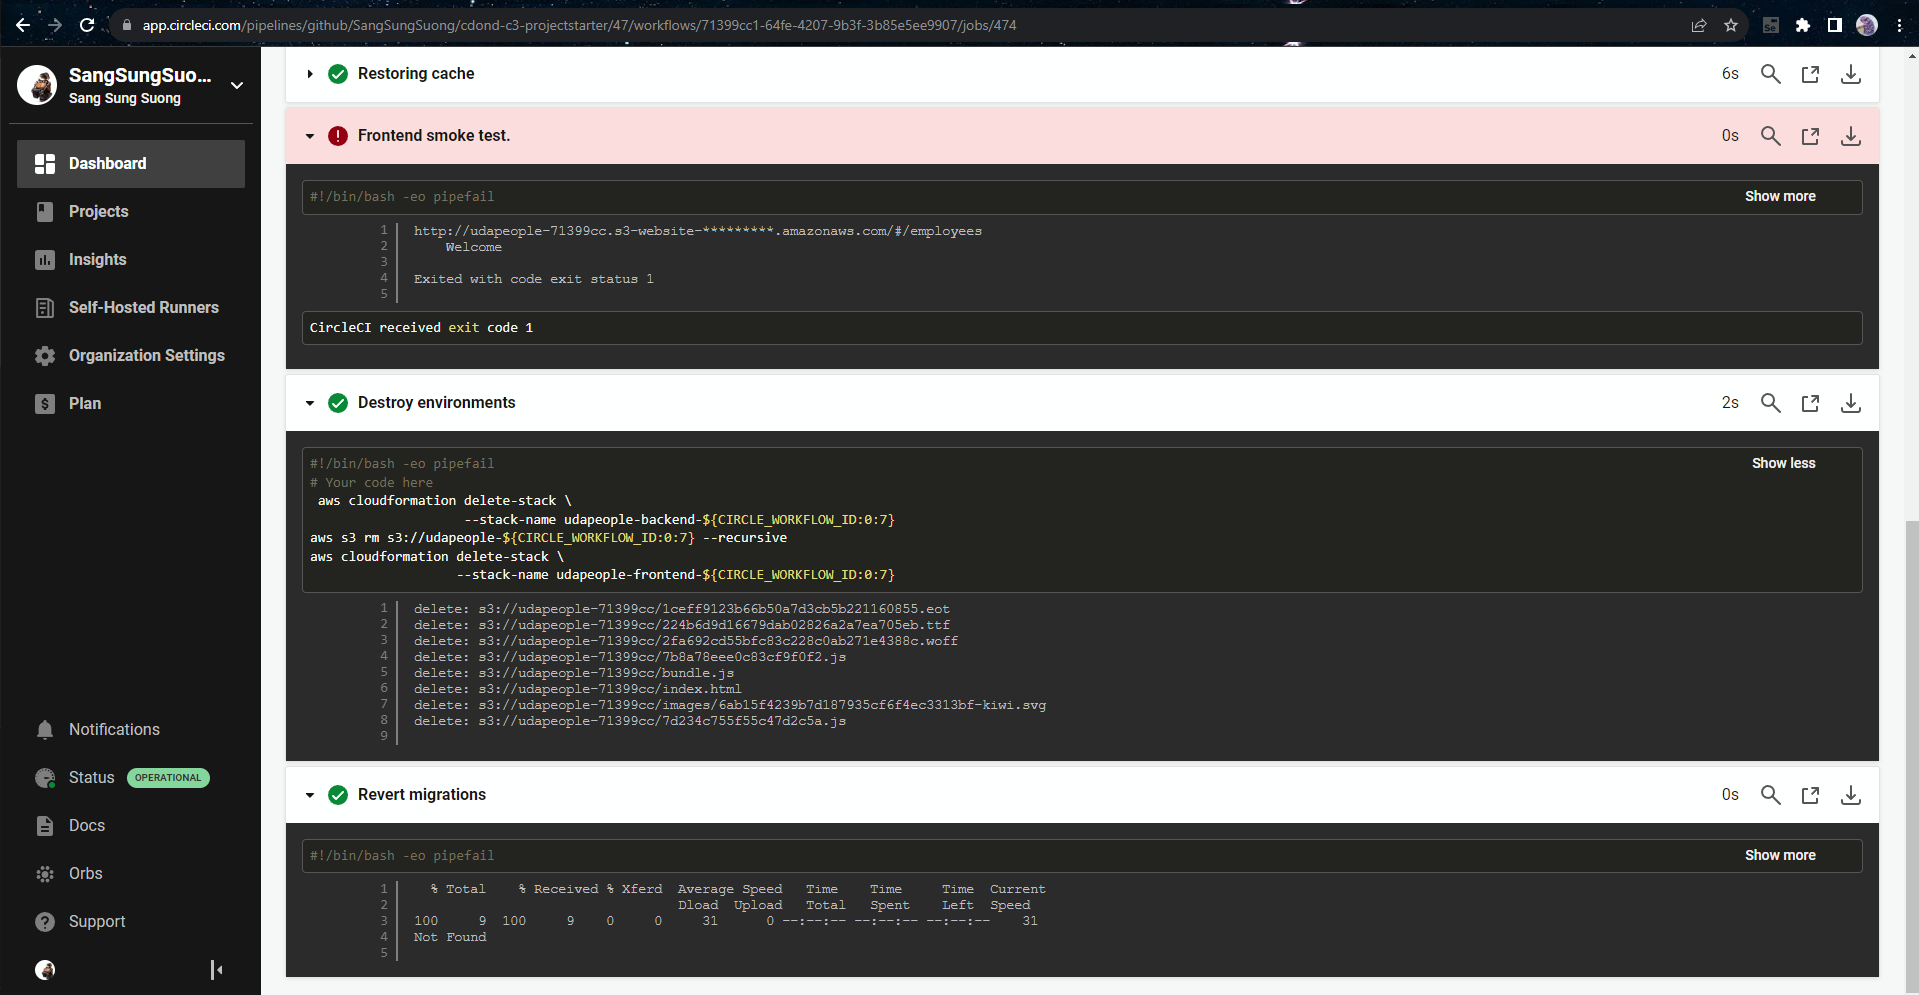 app.circleci.com/pipelines/github/SangSungSuong/cdond-c3-projectstarter/47/workflows/71399cc1-64fe-4207-9b3f-3b85e5ee9907/jobs/474
SangSungSuo...
Sang Sung Suong
Dashboard
Projects
Insights
Self-Hosted Runners
Organization Settings
Plan
Notifications
Status OPERATIONAL
Docs
Orbs
Support
Restoring cache 6s
Frontend smoke test. 0s
#!/bin/bash -eo pipefail Show more
1 http://udapeople-71399cc.s3-website-*********.amazonaws.com/#/employees
2 Welcome
3
4 Exited with code exit status 1
5
CircleCI received exit code 1
Destroy environments 2s
#!/bin/bash -eo pipefail Show less
# Your code here
aws cloudformation delete-stack \
--stack-name udapeople-backend-${CIRCLE_WORKFLOW_ID:0:7}
aws s3 rm s3://udapeople-${CIRCLE_WORKFLOW_ID:0:7} --recursive
aws cloudformation delete-stack \
--stack-name udapeople-frontend-${CIRCLE_WORKFLOW_ID:0:7}
1 delete: s3://udapeople-71399cc/1ceff9123b66b50a7d3cb5b221160855.eot
2 delete: s3://udapeople-71399cc/224b6d9d16679dab02826a2a7ea705eb.ttf
3 delete: s3://udapeople-71399cc/2fa692cd55bfc83c228c0ab271e4388c.woff
4 delete: s3://udapeople-71399cc/7b8a78eee0c83cf9f0f2.js
5 delete: s3://udapeople-71399cc/bundle.js
6 delete: s3://udapeople-71399cc/index.html
7 delete: s3://udapeople-71399cc/images/6ab15f4239b7d187935cf6f4ec3313bf-kiwi.svg
8 delete: s3://udapeople-71399cc/7d234c755f55c47d2c5a.js
9
Revert migrations 0s
#!/bin/bash -eo pipefail Show more
1 % Total % Received % Xferd Average Speed Time Time Time Current
2 Dload Upload Total Spent Left Speed
3 100 9 100 9 0 0 31 0 --:--:-- --:--:-- --:--:-- 31
4 Not Found
5